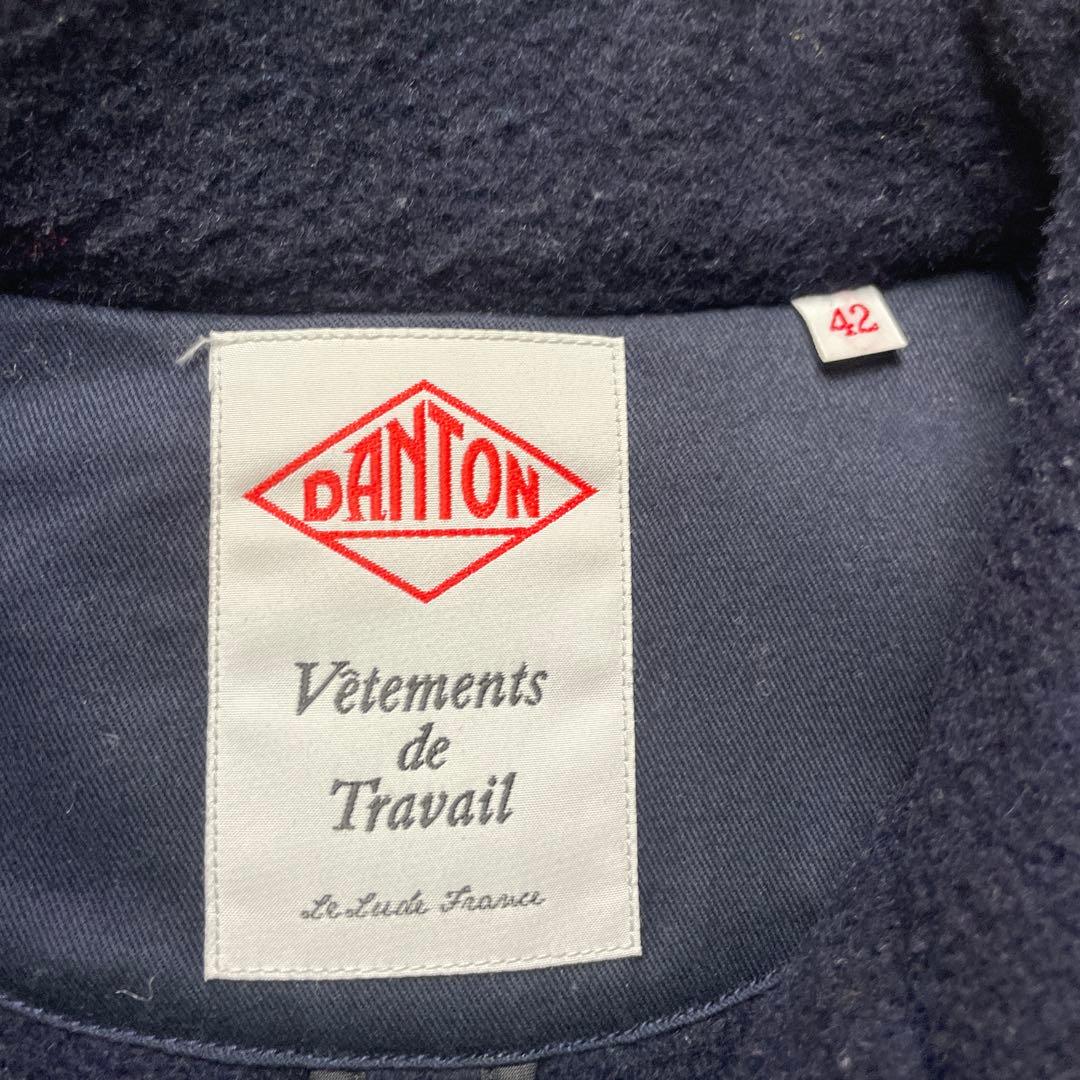 42
DANTON
Vêtements
de
Travail
Le Lude France